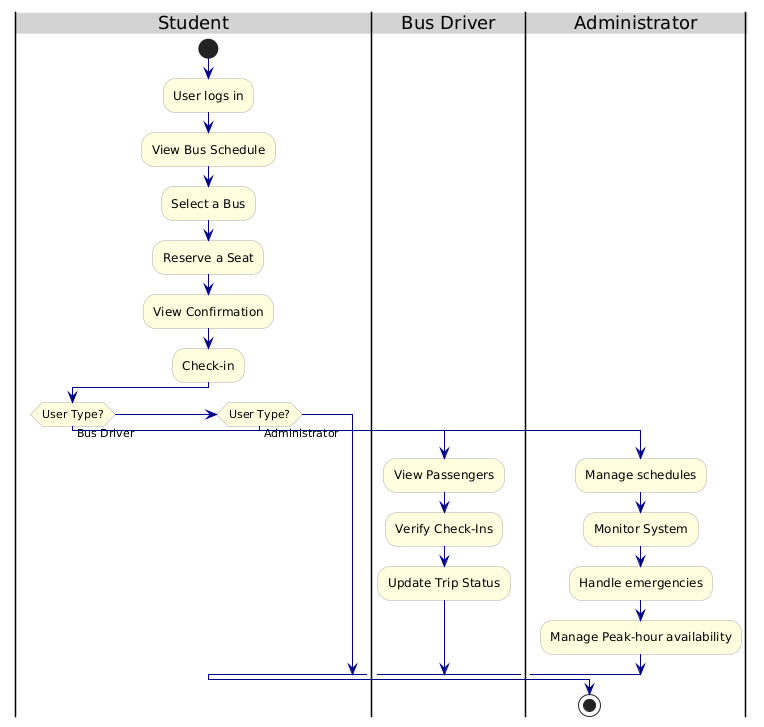 Student
Bus Driver
Administrator
User logs in
View Bus Schedule
Select a Bus
Reserve a Seat
View Confirmation
Check-in
User Type?
User Type?
Bus Driver
Administrator
View Passengers
Manage schedules
Verify Check-Ins
Monitor System
Update Trip Status
Handle emergencies
Manage Peak-hour availability